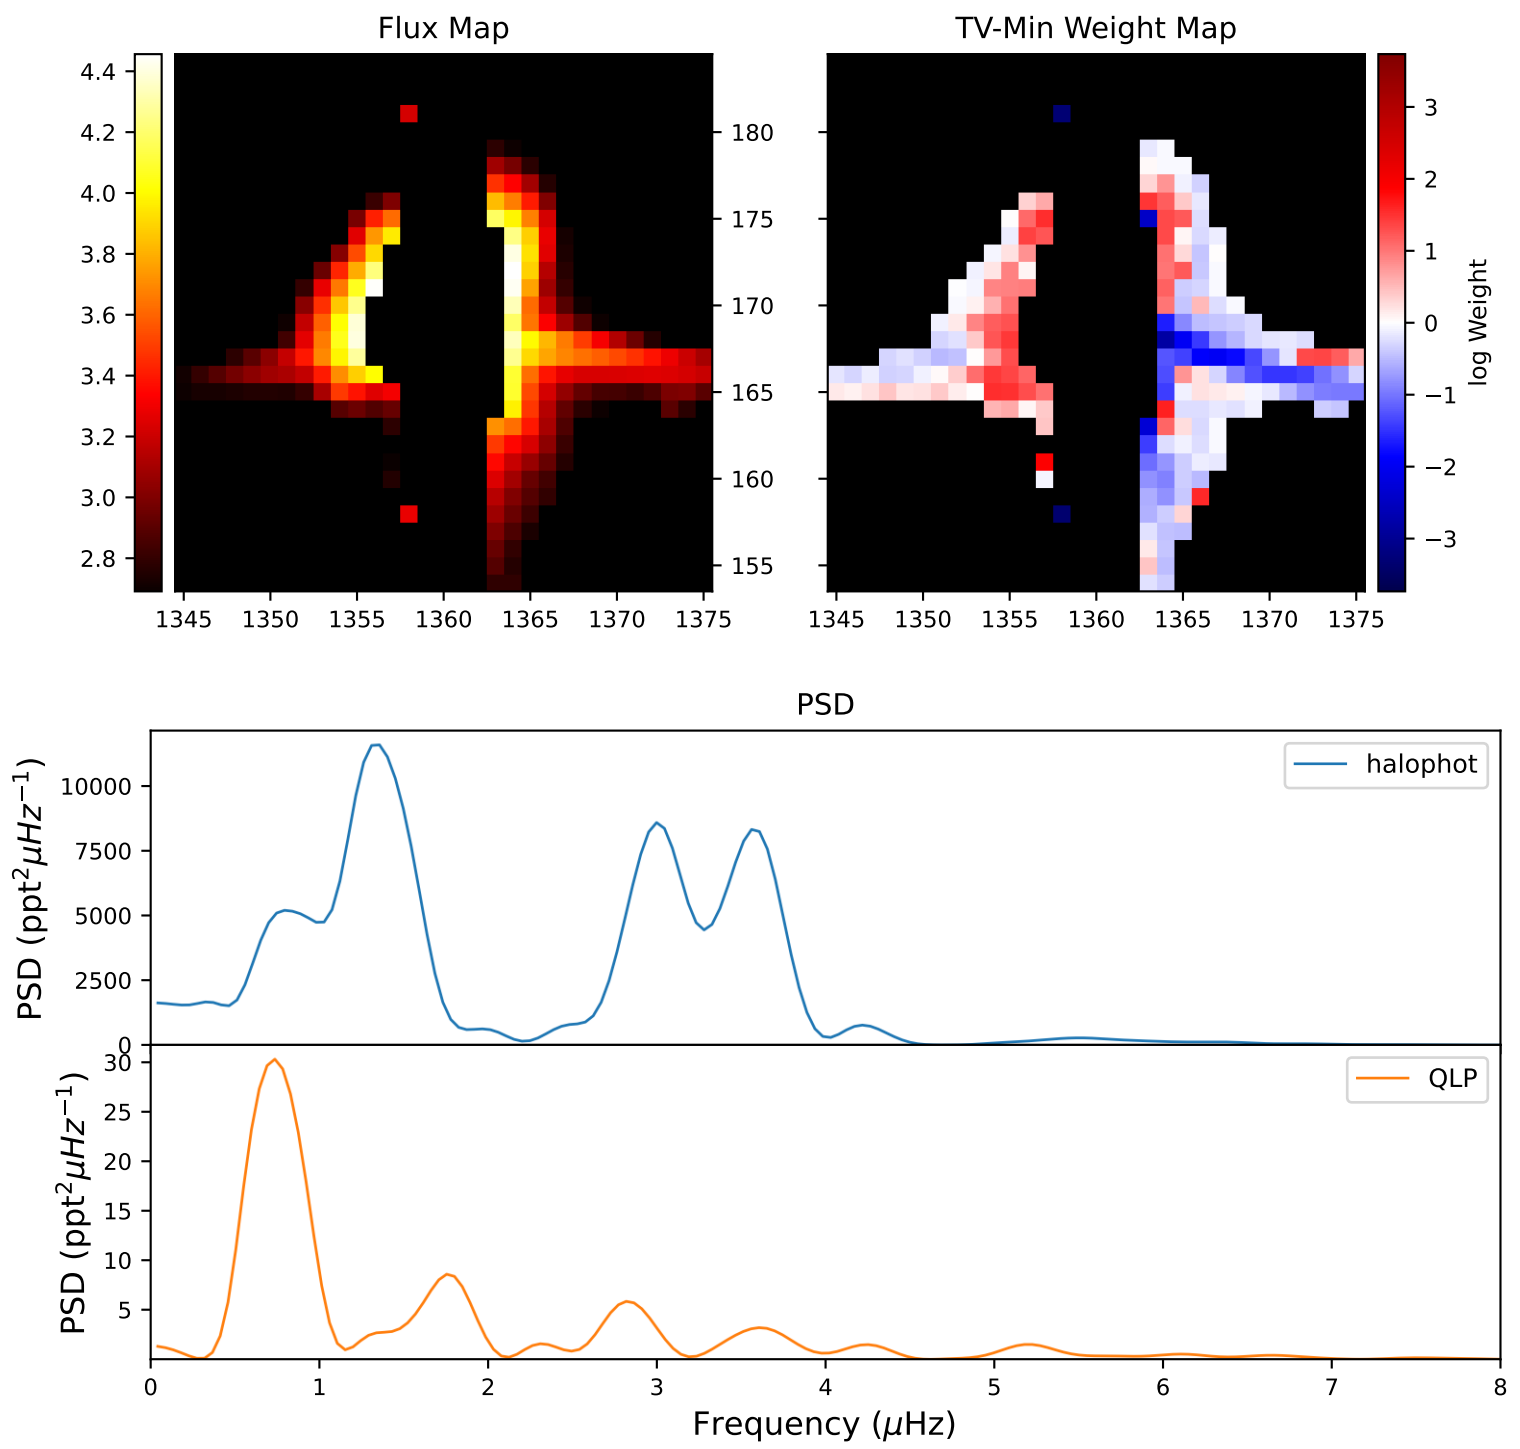 Flux Map
TV-Min Weight Map
4.4
4.2
4.0
3.8
3.6
3.4
3.2
3.0
2.8
180
175
170
165
160
155
3
2
1
0
−1
−2
−3
log Weight
1345 1350 1355 1360 1365 1370 1375
1345 1350 1355 1360 1365 1370 1375
PSD
PSD (ppt²μHz⁻¹)
10000
7500
5000
2500
0
halophot
PSD (ppt²μHz⁻¹)
30
25
20
15
10
5
QLP
0 1 2 3 4 5 6 7 8
Frequency (μHz)